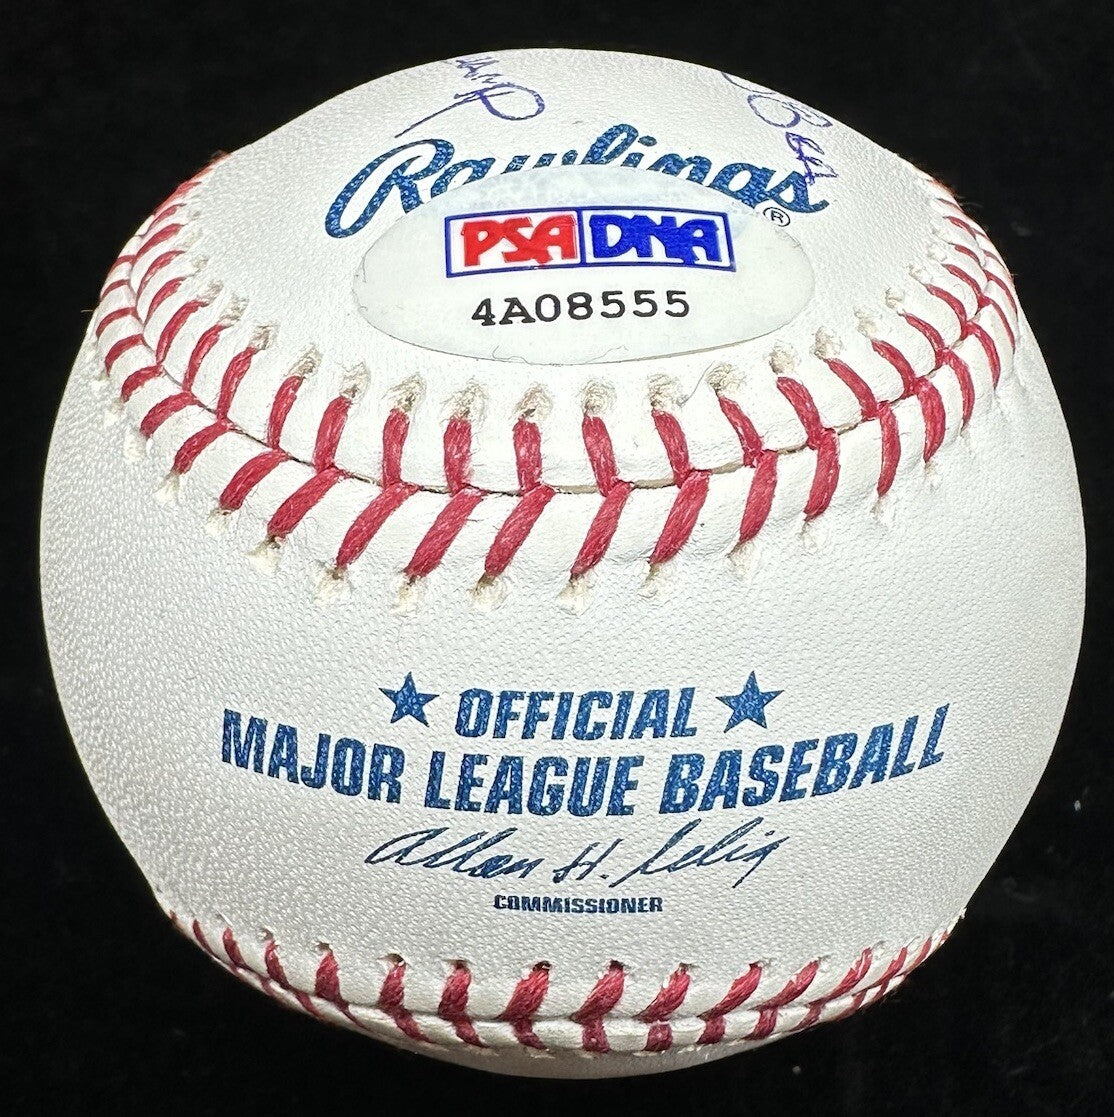 Rawlings
®
PSA DNA
4A08555
★ OFFICIAL ★
MAJOR LEAGUE BASEBALL
Allan H. Selig
COMMISSIONER